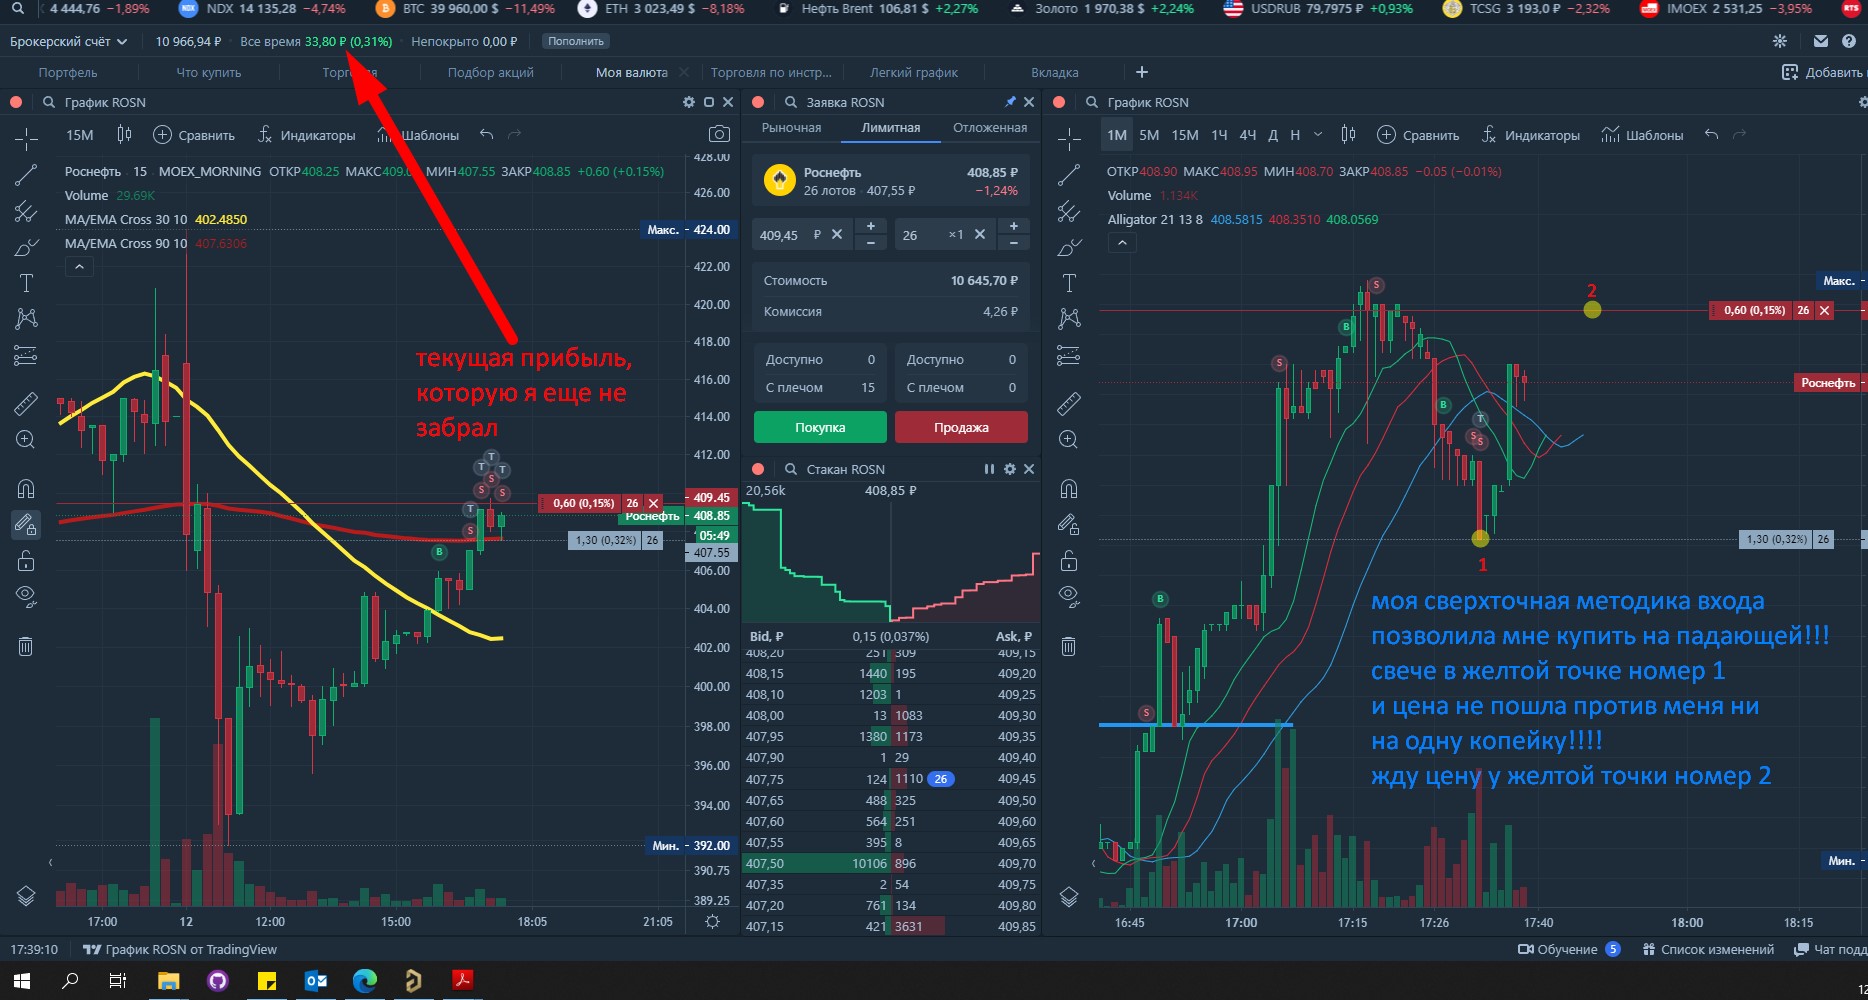 4 444,76 −1,89% NDX 14 135,28 −4,74% BTC 39 960,00 $ −11,49% ETH 3 023,49 $ −8,18% Нефть Brent 106,81 $ +2,27% Золото 1 970,38 $ +2,24% USDRUB 79,7975 ₽ +0,93% TCSG 3 193,0 ₽ −2,32% IMOEX 2 531,25 −3,95% RTS
Брокерский счёт 10 966,94 ₽ · Все время 33,80 ₽ (0,31%) · Непокрыто 0,00 ₽ Пополнить
Портфель Что купить Торговля Подбор акций Моя валюта Торговля по инстр... Легкий график Вкладка + Добавить
График ROSN
15М Сравнить Индикаторы Шаблоны
Роснефть · 15 · MOEX_MORNING ОТКР408.25 МИН407.55 ЗАКР408.85 +0.60 (+0.15%)
Volume 29.69K
MA/EMA Cross 30 10 402.4850
MA/EMA Cross 90 10 407.6306
428.00
426.00
Макс. 424.00
422.00
420.00
418.00
416.00
414.00
412.00
409.45
408.85
05:49
407.55
406.00
404.00
402.00
400.00
398.00
396.00
394.00
Мин. 392.00
390.75
389.25
текущая прибыль,
которую я еще не
забрал
T
T T
S
S S
T
S
B
0,60 (0,15%) 26
Роснефть
1,30 (0,32%) 26
17:00 12 12:00 15:00 18:05 21:05
Заявка ROSN
Рыночная Лимитная Отложенная
Роснефть 408,85 ₽
26 лотов · 407,55 ₽ −1,24%
409,45 ₽ + − 26 ×1 + −
Стоимость 10 645,70 ₽
Комиссия 4,26 ₽
Доступно 0 Доступно 0
С плечом 15 С плечом 0
Покупка Продажа
Стакан ROSN
20,56k 408,85 ₽
Bid, ₽ 0,15 (0,037%) Ask, ₽
408,20 251 309 409,15
408,15 1440 195 409,20
408,10 1203 1 409,25
408,00 13 1083 409,30
407,95 1380 1173 409,35
407,90 1 29 409,40
407,75 124 1110 26 409,45
407,65 488 325 409,50
407,60 564 251 409,60
407,55 395 8 409,65
407,50 10106 896 409,70
407,35 2 54 409,75
407,20 761 134 409,80
407,15 421 3631 409,85
График ROSN
1М 5М 15М 1Ч 4Ч Д Н Сравнить Индикаторы Шаблоны
ОТКР408.90 МАКС408.95 МИН408.70 ЗАКР408.85 −0.05 (−0.01%)
Volume 1.134K
Alligator 21 13 8 408.5815 408.3510 408.0569
Макс.
2
0,60 (0,15%) 26
S
B
S
Роснефть
B
T
S S
1,30 (0,32%) 26
1
B
S
моя сверхточная методика входа
позволила мне купить на падающей!!!
свече в желтой точке номер 1
и цена не пошла против меня ни
на одну копейку!!!!
жду цену у желтой точки номер 2
Мин.
16:45 17:00 17:15 17:26 17:40 18:00 18:15
17:39:10 График ROSN от TradingView Обучение 5 Список изменений Чат подд
12